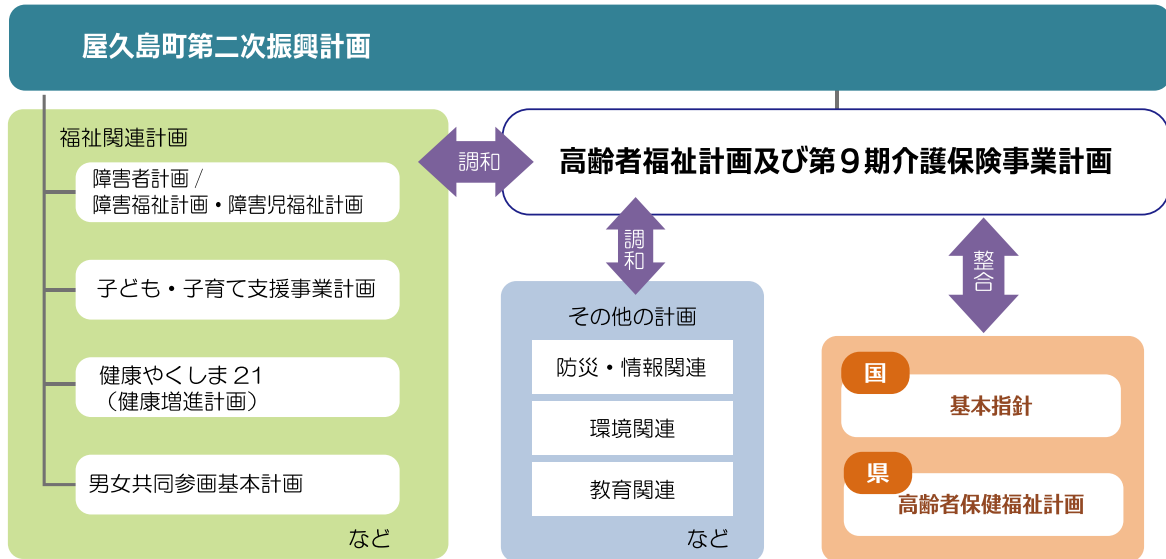 屋久島町第二次振興計画
福祉関連計画
障害者計画 /
障害福祉計画・障害児福祉計画
子ども・子育て支援事業計画
健康やくしま 21
（健康増進計画）
男女共同参画基本計画
など
調和
高齢者福祉計画及び第９期介護保険事業計画
調和
その他の計画
防災・情報関連
環境関連
教育関連
など
整合
国
基本指針
県
高齢者保健福祉計画